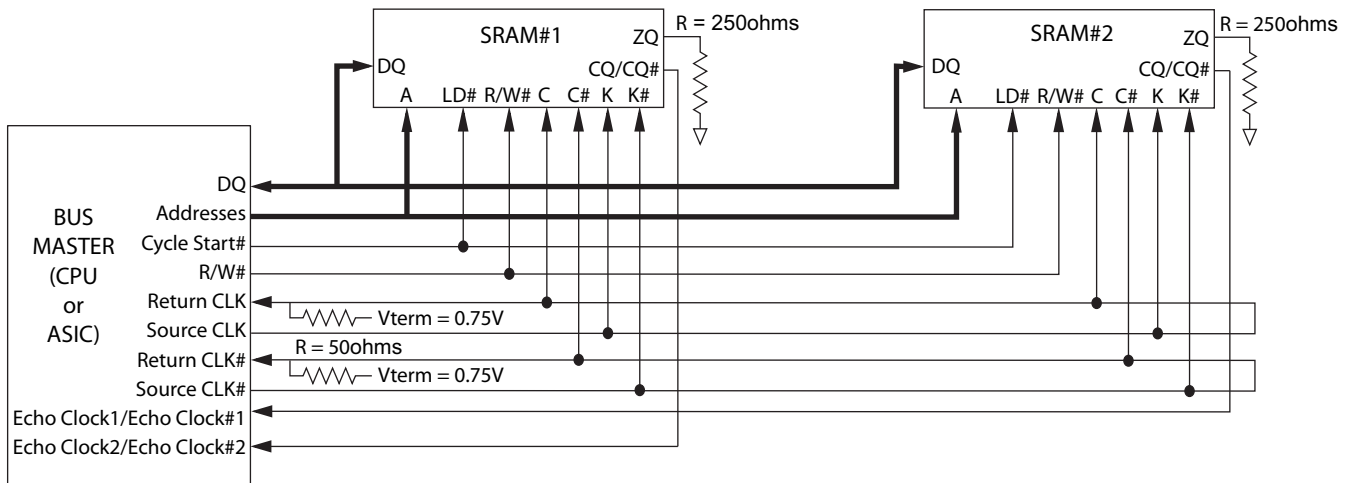 SRAM#1
ZQ
R = 250ohms
DQ
CQ/CQ#
A LD# R/W# C C# K K#
SRAM#2
ZQ
R = 250ohms
DQ
CQ/CQ#
A LD# R/W# C C# K K#
BUS
MASTER
(CPU
or
ASIC)
DQ
Addresses
Cycle Start#
R/W#
Return CLK
Vterm = 0.75V
Source CLK
R = 50ohms
Return CLK#
Vterm = 0.75V
Source CLK#
Echo Clock1/Echo Clock#1
Echo Clock2/Echo Clock#2